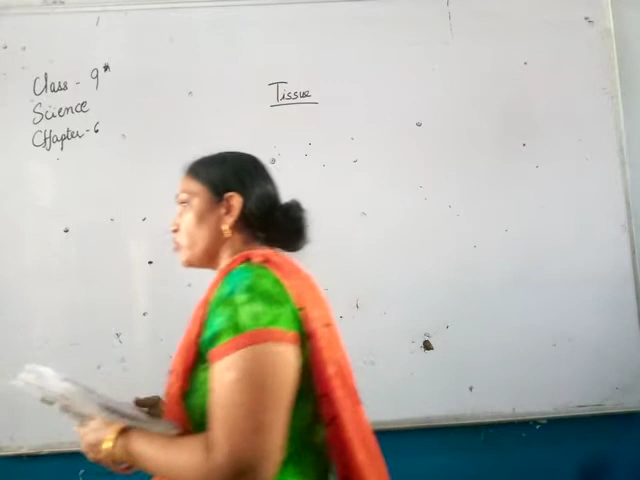 Class - 9th
Science
Chapter - 6
Tissue